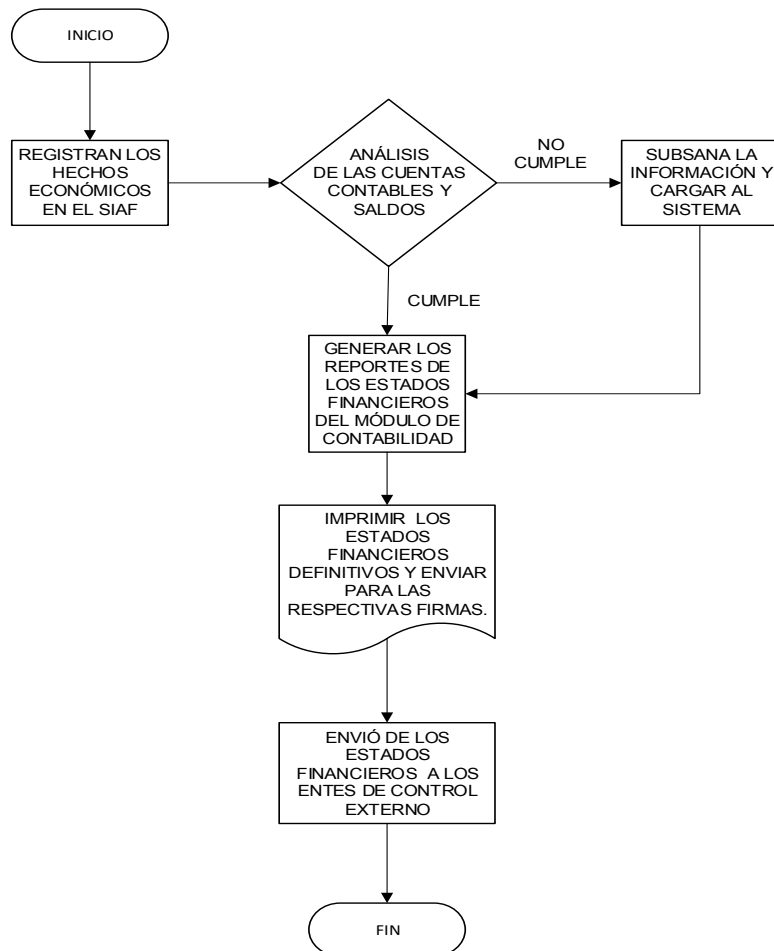 INICIO
REGISTRAN LOS
HECHOS
ECONÓMICOS
EN EL SIAF
ANÁLISIS
DE LAS CUENTAS
CONTABLES Y
SALDOS
NO
CUMPLE
SUBSANA LA
INFORMACIÓN Y
CARGAR AL
SISTEMA
CUMPLE
GENERAR LOS
REPORTES DE
LOS ESTADOS
FINANCIEROS
DEL MÓDULO DE
CONTABILIDAD
IMPRIMIR LOS
ESTADOS
FINANCIEROS
DEFINITIVOS Y ENVIAR
PARA LAS
RESPECTIVAS FIRMAS.
ENVIÓ DE LOS
ESTADOS
FINANCIEROS A LOS
ENTES DE CONTROL
EXTERNO
FIN